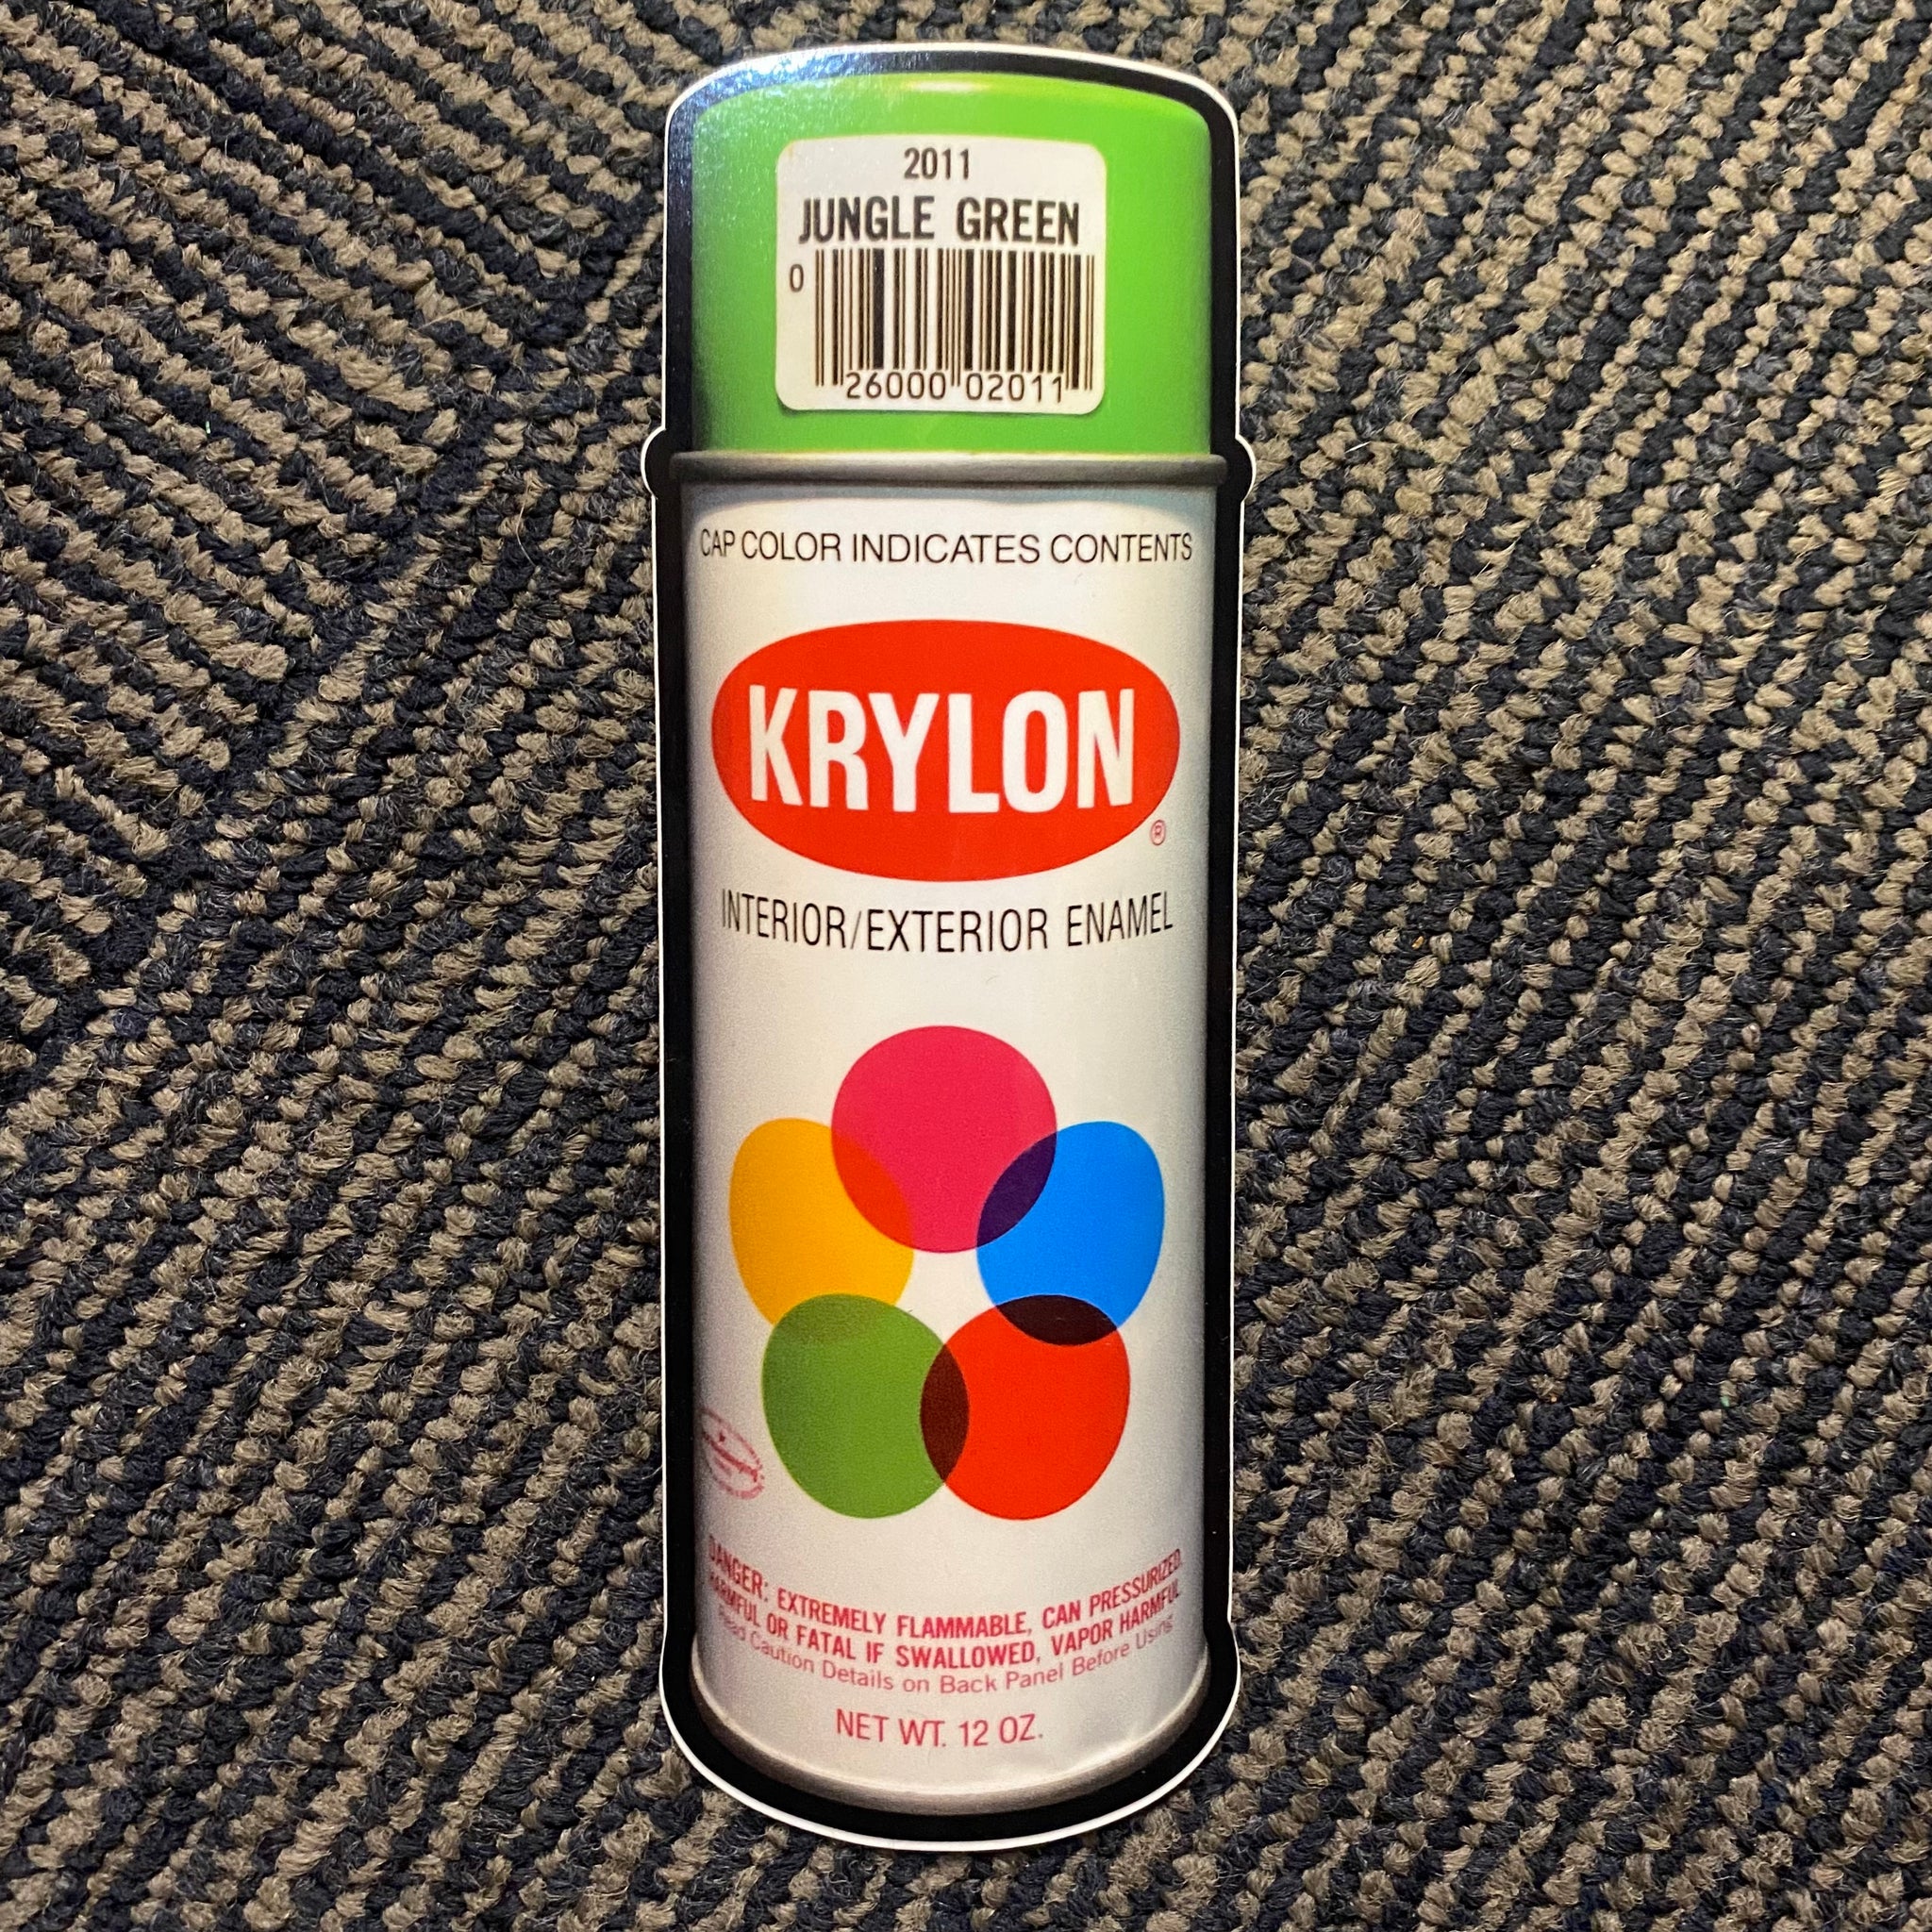 2011
JUNGLE GREEN
0 26000 02011
CAP COLOR INDICATES CONTENTS
KRYLON
®
INTERIOR/EXTERIOR ENAMEL
DANGER: EXTREMELY FLAMMABLE, CAN PRESSURIZED.
HARMFUL OR FATAL IF SWALLOWED, VAPOR HARMFUL
Read Caution Details on Back Panel Before Using
NET WT. 12 OZ.